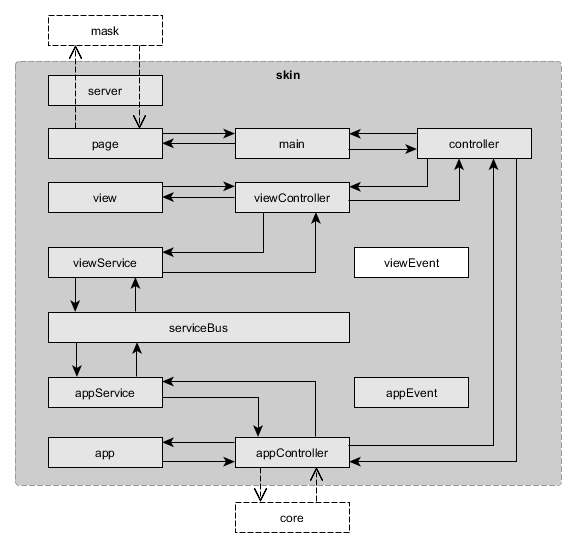 mask
skin
server
page
main
controller
view
viewController
viewService
viewEvent
serviceBus
appService
appEvent
app
appController
core